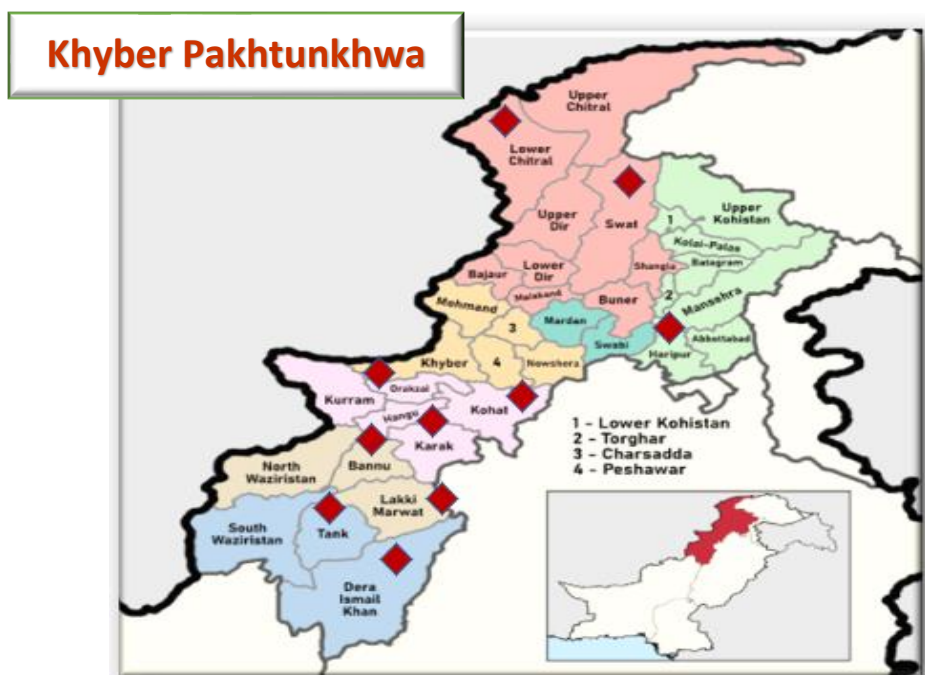 Khyber Pakhtunkhwa
Upper
Chitral
Lower
Chitral
Upper
Kohistan
1
Swat
Upper
Dir
Kolai-Palas
Batagram
Shangla
Lower
Dir
Bajaur
Malakand
Buner
2
Mansehra
Mohmand
3
Mardan
Swabi
Abbottabad
Haripur
Khyber
4
Nowshera
Orakzai
Kurram
Hangu
Kohat
Karak
1 - Lower Kohistan
2 - Torghar
3 - Charsadda
4 - Peshawar
North
Waziristan
Bannu
Lakki
Marwat
South
Waziristan
Tank
Dera
Ismail
Khan